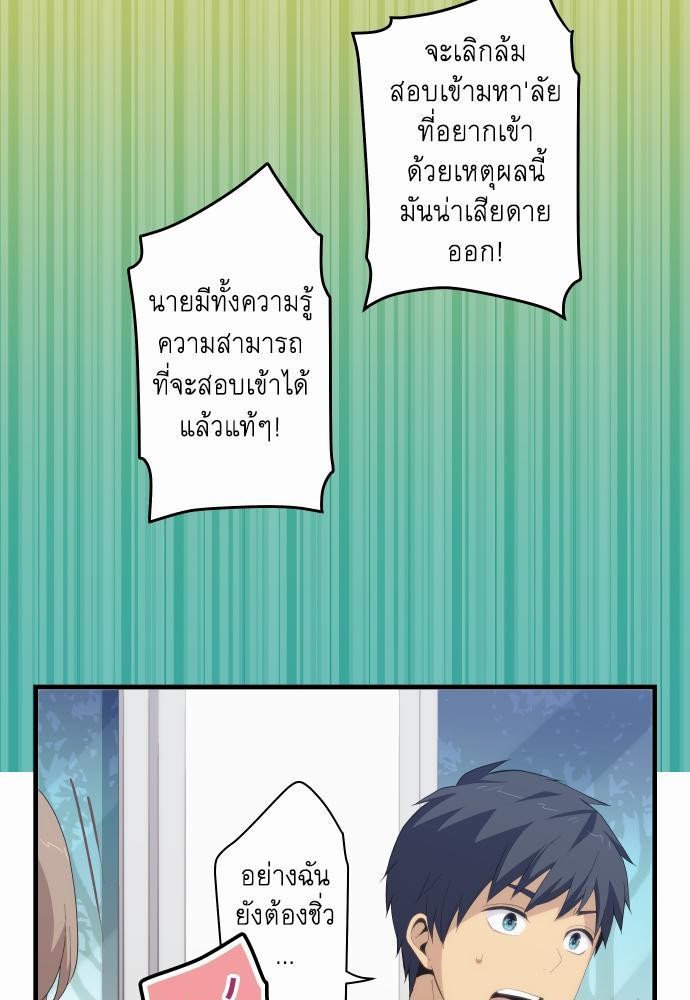 จะเลิกล้ม
สอบเข้ามหา'ลัย
ที่อยากเข้า
ด้วยเหตุผลนี้
มันน่าเสียดาย
ออก!
นายมีทั้งความรู้
ความสามารถ
ที่จะสอบเข้าได้
แล้วแท้ๆ!
อย่างฉัน
ยังต้องซิ่ว
...